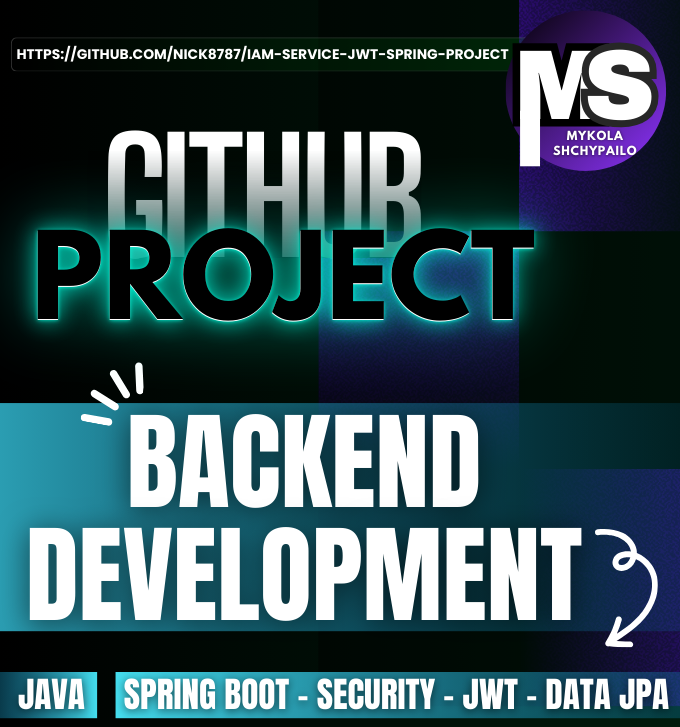 HTTPS://GITHUB.COM/NICK8787/IAM-SERVICE-JWT-SPRING-PROJECT
MS
MYKOLA
SHCHYPAILO
GITHUB
PROJECT
BACKEND
DEVELOPMENT
JAVA
SPRING BOOT - SECURITY - JWT - DATA JPA